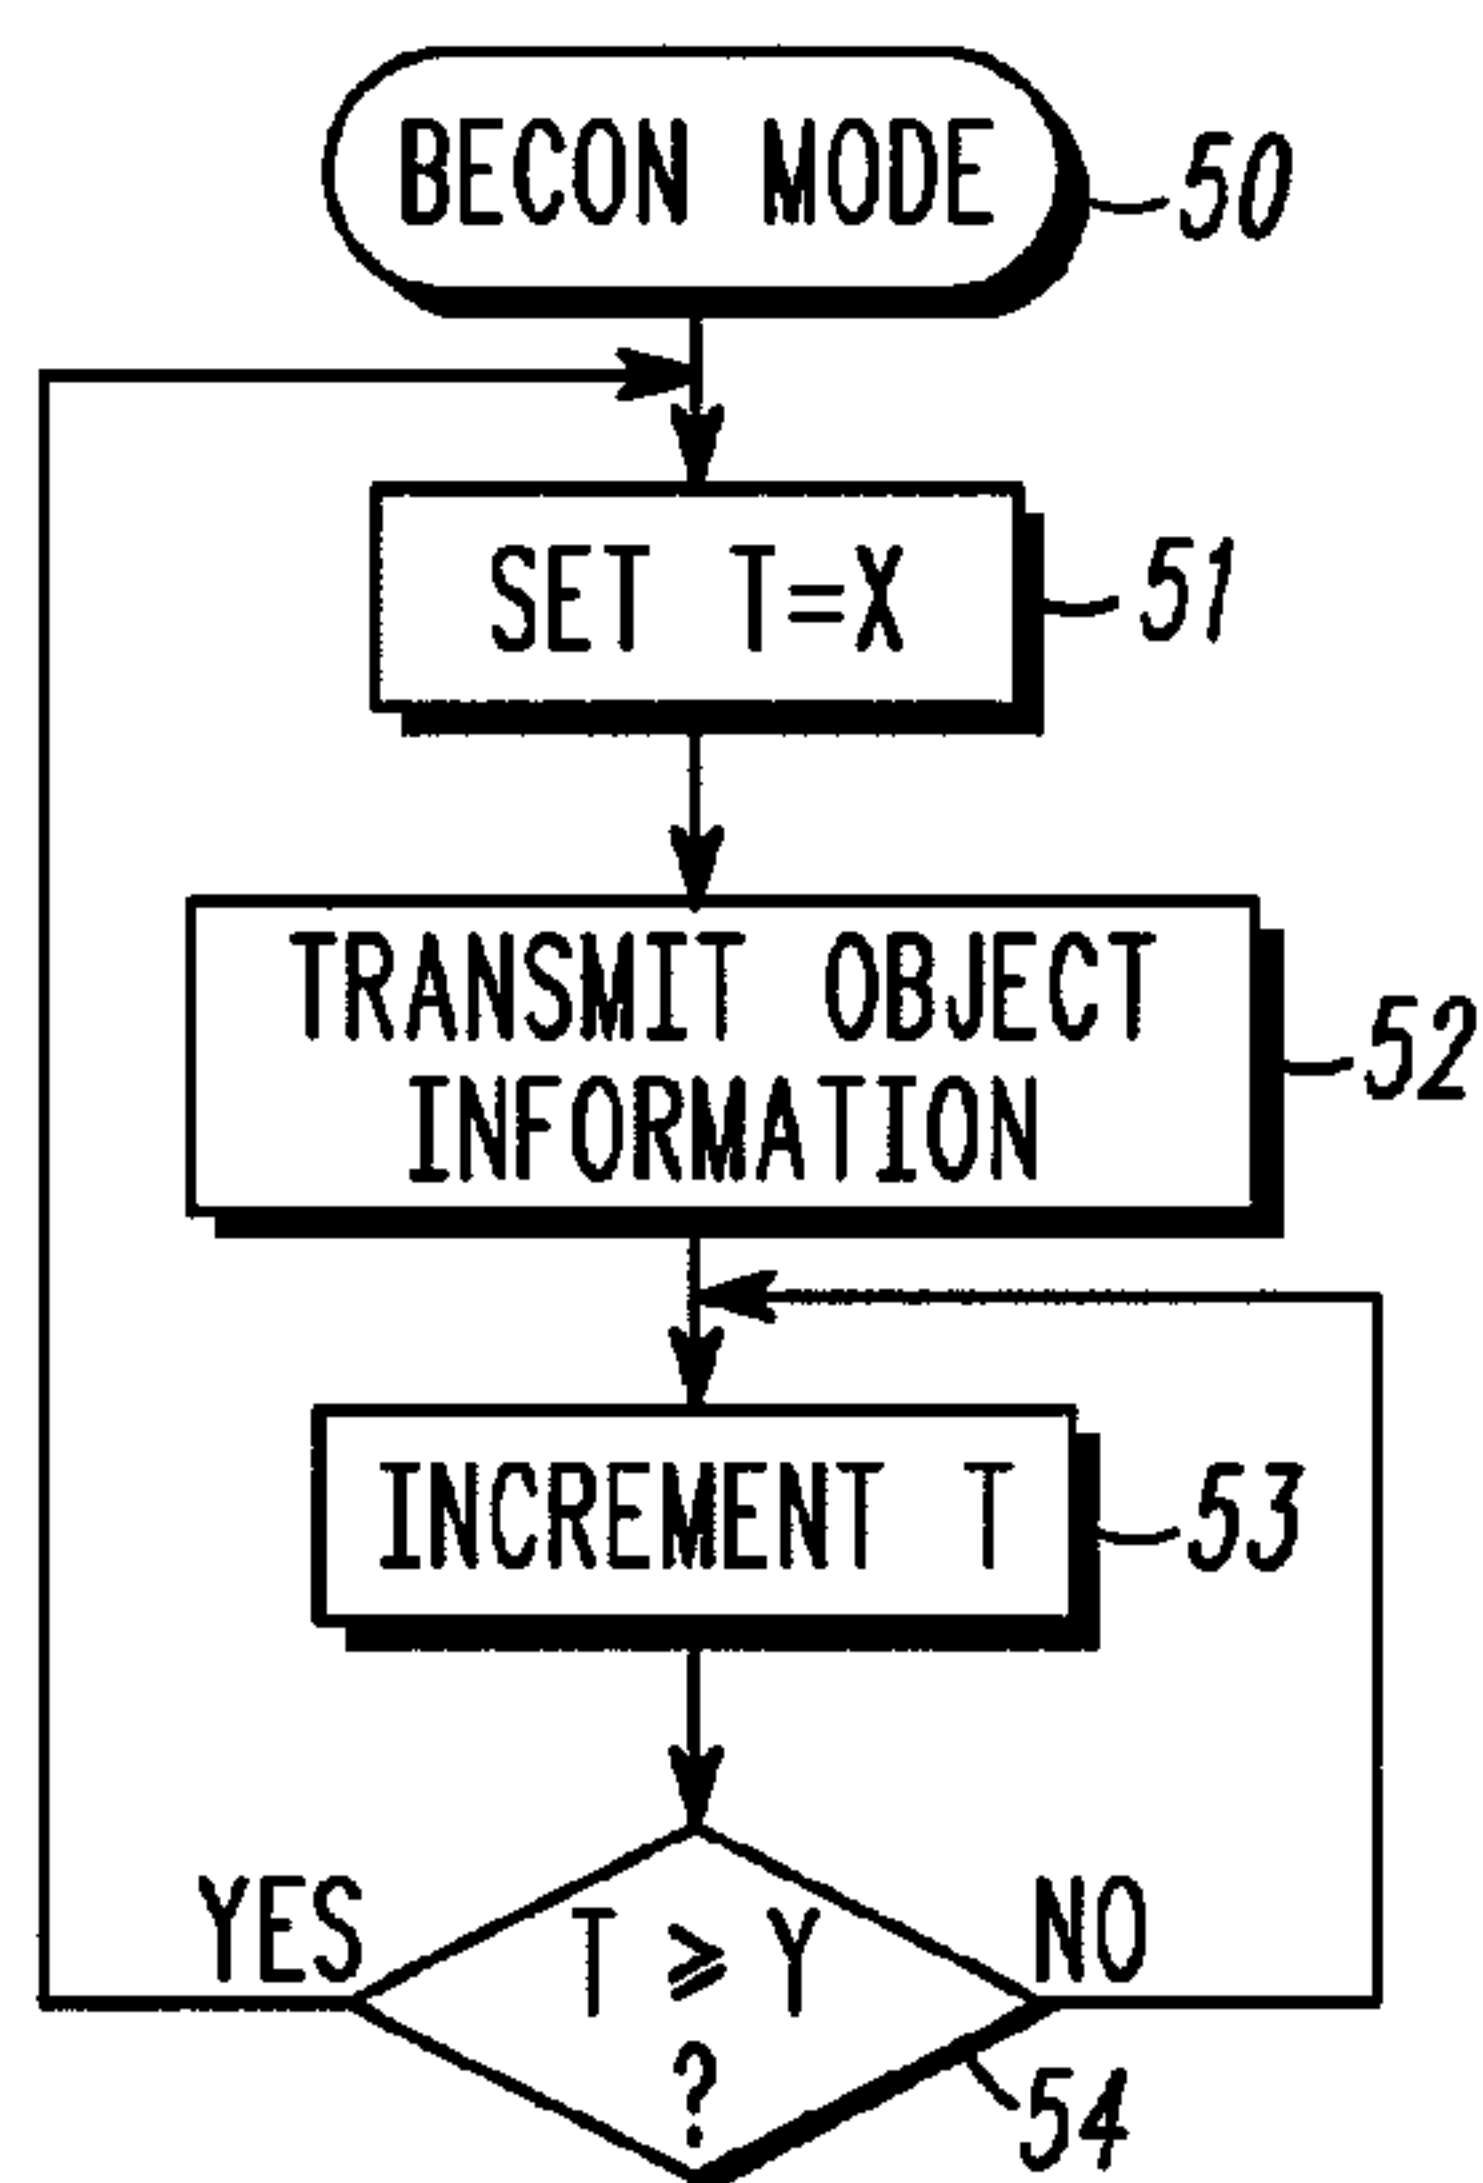 BECON MODE
50
SET T=X
51
TRANSMIT OBJECT
INFORMATION
52
INCREMENT T
53
YES
T ⩾ Y
?
NO
54